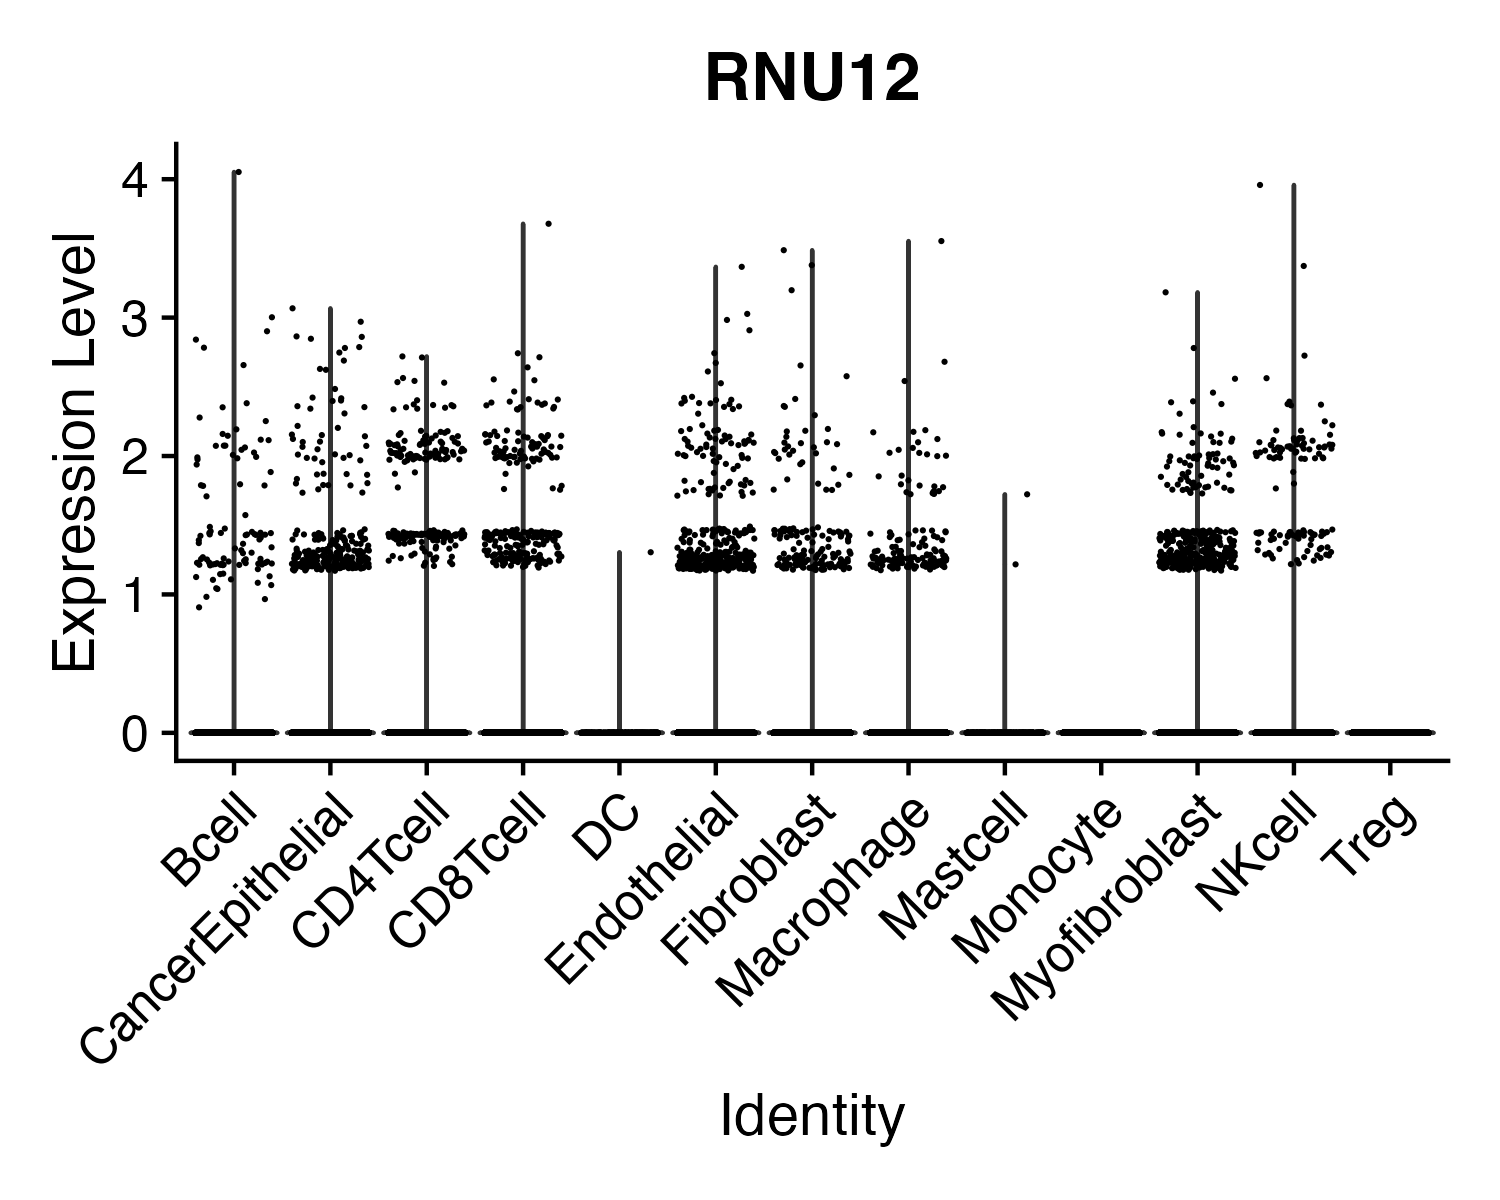 RNU12
Expression Level
4
3
2
1
0
Bcell
CancerEpithelial
CD4Tcell
CD8Tcell
DC
Endothelial
Fibroblast
Macrophage
Mastcell
Monocyte
Myofibroblast
NKcell
Treg
Identity